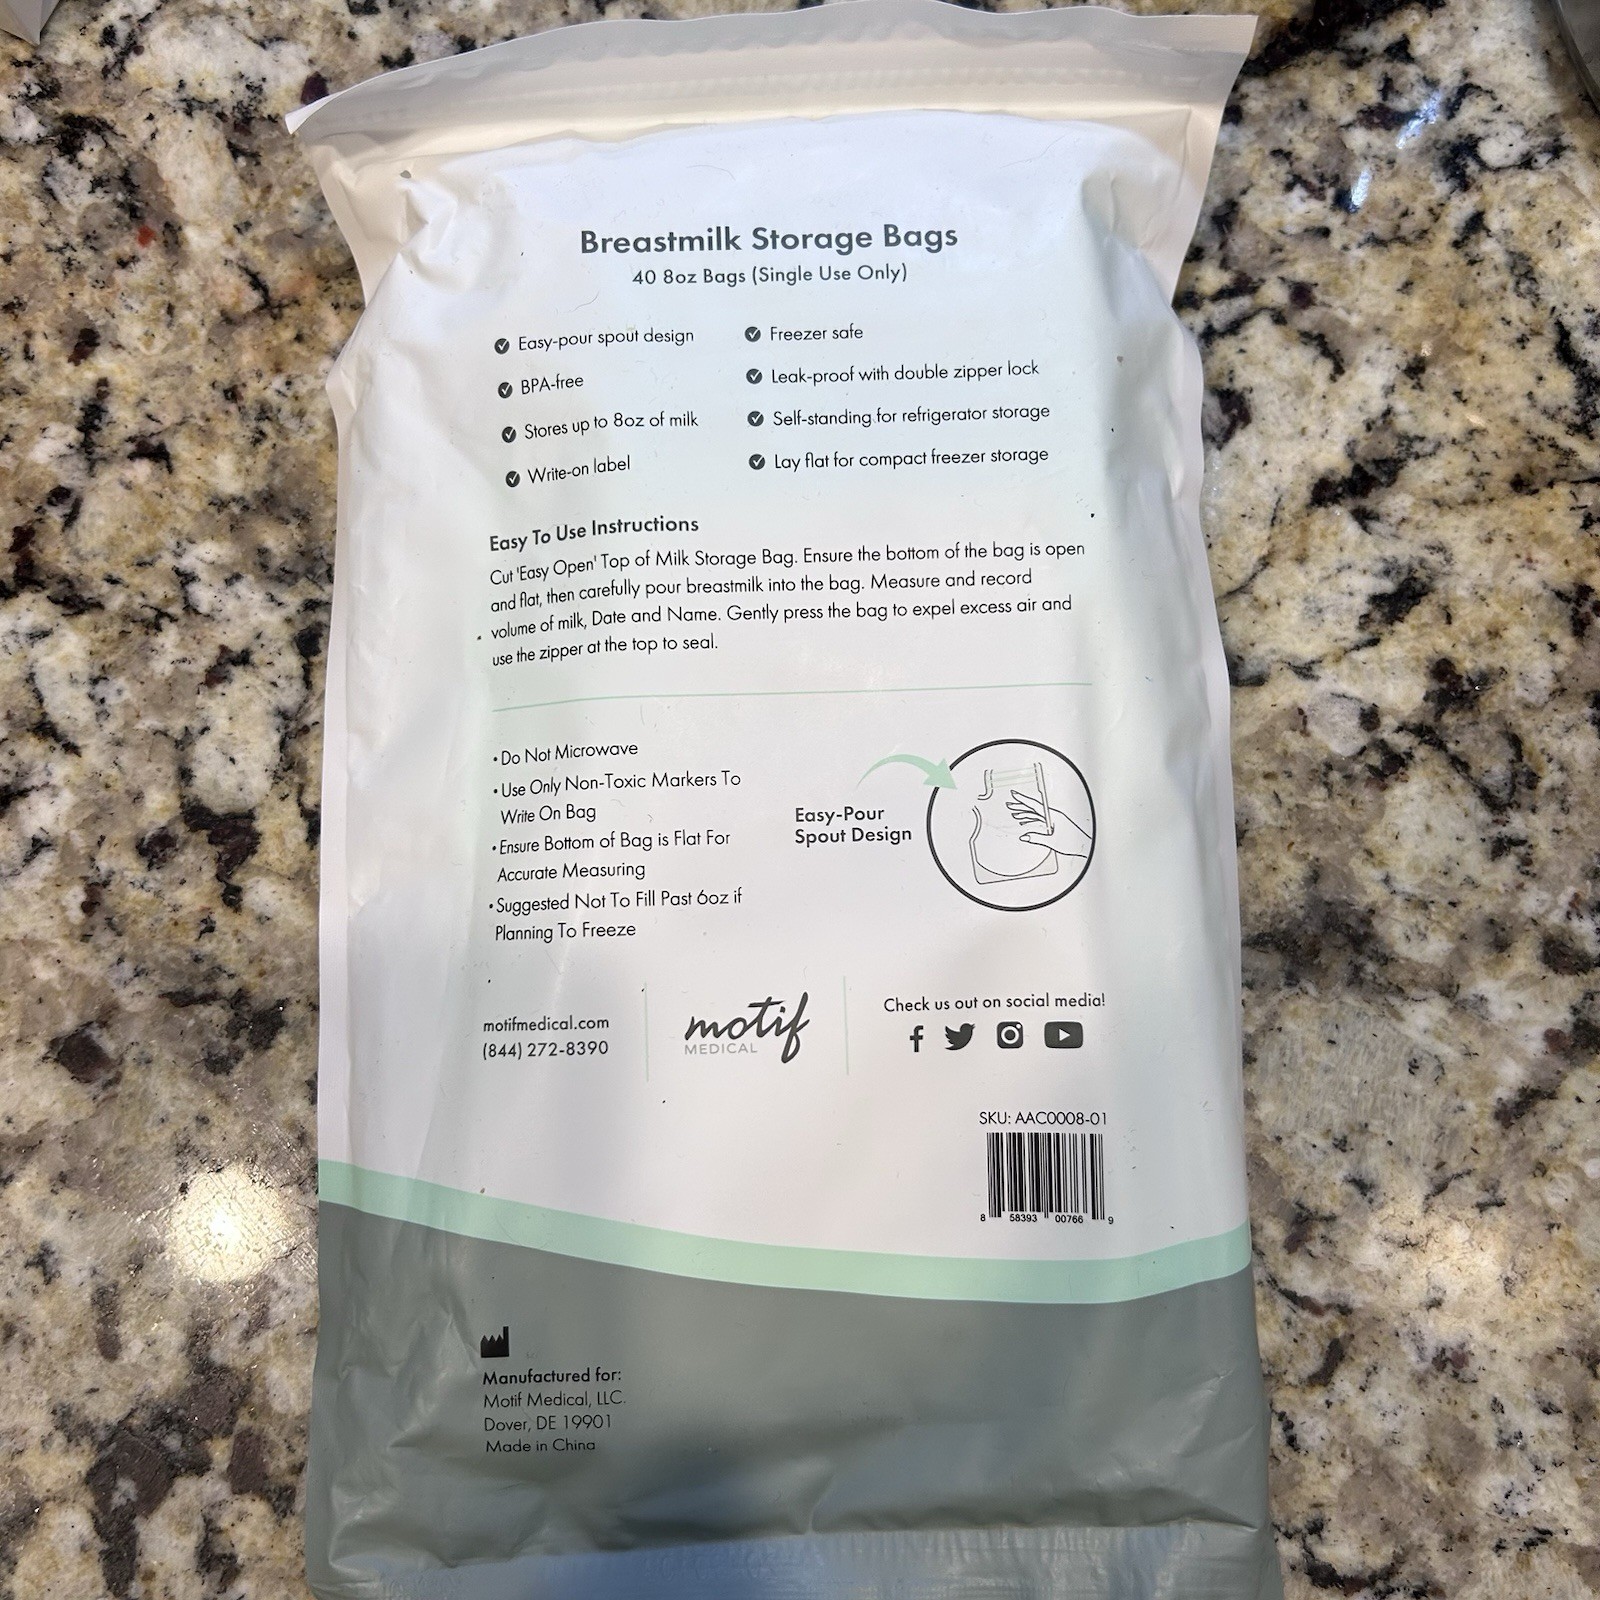 Breastmilk Storage Bags
40 8oz Bags (Single Use Only)
Easy-pour spout design
BPA-free
Stores up to 8oz of milk
Write-on label
Freezer safe
Leak-proof with double zipper lock
Self-standing for refrigerator storage
Lay flat for compact freezer storage
Easy To Use Instructions
Cut 'Easy Open' Top of Milk Storage Bag. Ensure the bottom of the bag is open
and flat, then carefully pour breastmilk into the bag. Measure and record
volume of milk, Date and Name. Gently press the bag to expel excess air and
use the zipper at the top to seal.
• Do Not Microwave
• Use Only Non-Toxic Markers To
Write On Bag
• Ensure Bottom of Bag is Flat For
Accurate Measuring
• Suggested Not To Fill Past 6oz if
Planning To Freeze
Easy-Pour
Spout Design
motifmedical.com
(844) 272-8390
motif
MEDICAL
Check us out on social media!
SKU: AAC0008-01
8 58393 00766 9
Manufactured for:
Motif Medical, LLC.
Dover, DE 19901
Made in China